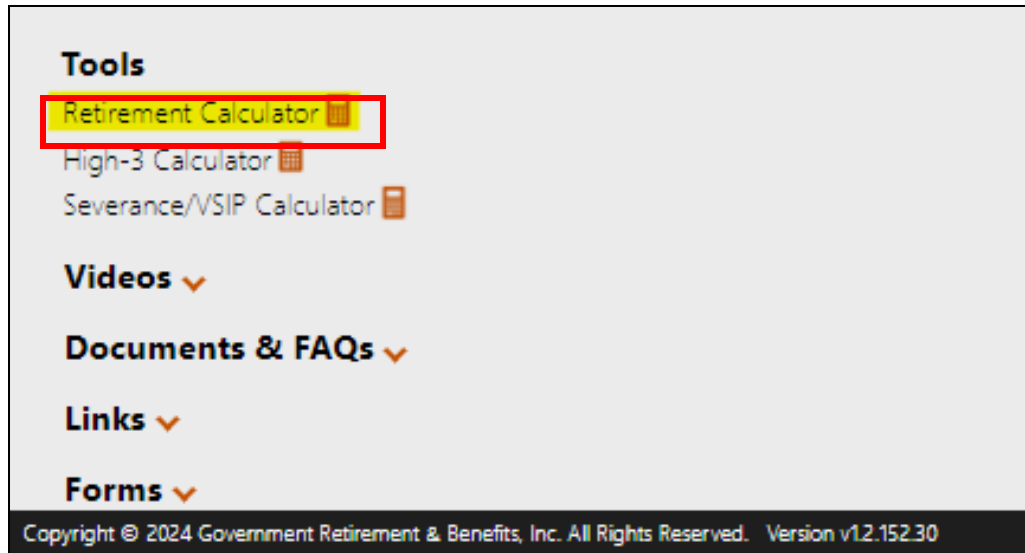 Tools
Retirement Calculator
High-3 Calculator
Severance/VSIP Calculator
Videos
Documents & FAQs
Links
Forms
Copyright © 2024 Government Retirement & Benefits, Inc. All Rights Reserved. Version v1.2.152.30